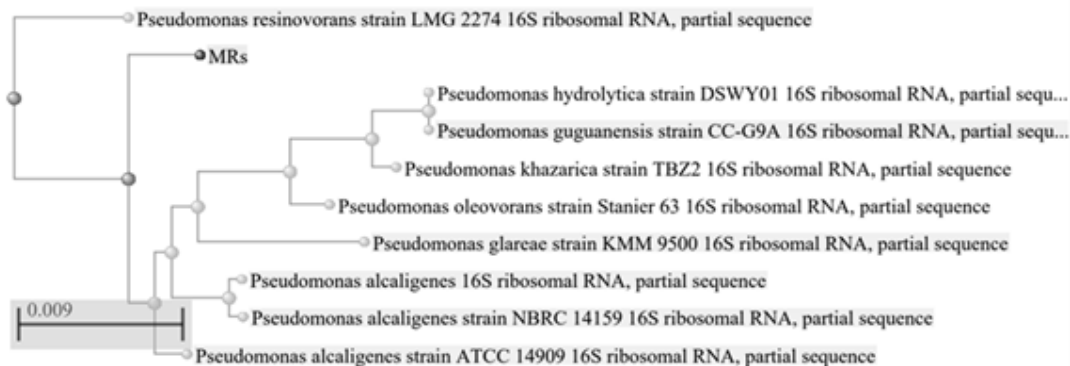 Pseudomonas resinovorans strain LMG 2274 16S ribosomal RNA, partial sequence
MRs
Pseudomonas hydrolytica strain DSWY01 16S ribosomal RNA, partial sequ...
Pseudomonas guguanensis strain CC-G9A 16S ribosomal RNA, partial sequ...
Pseudomonas khazarica strain TBZ2 16S ribosomal RNA, partial sequence
Pseudomonas oleovorans strain Stanier 63 16S ribosomal RNA, partial sequence
Pseudomonas glareae strain KMM 9500 16S ribosomal RNA, partial sequence
Pseudomonas alcaligenes 16S ribosomal RNA, partial sequence
0.009
Pseudomonas alcaligenes strain NBRC 14159 16S ribosomal RNA, partial sequence
Pseudomonas alcaligenes strain ATCC 14909 16S ribosomal RNA, partial sequence